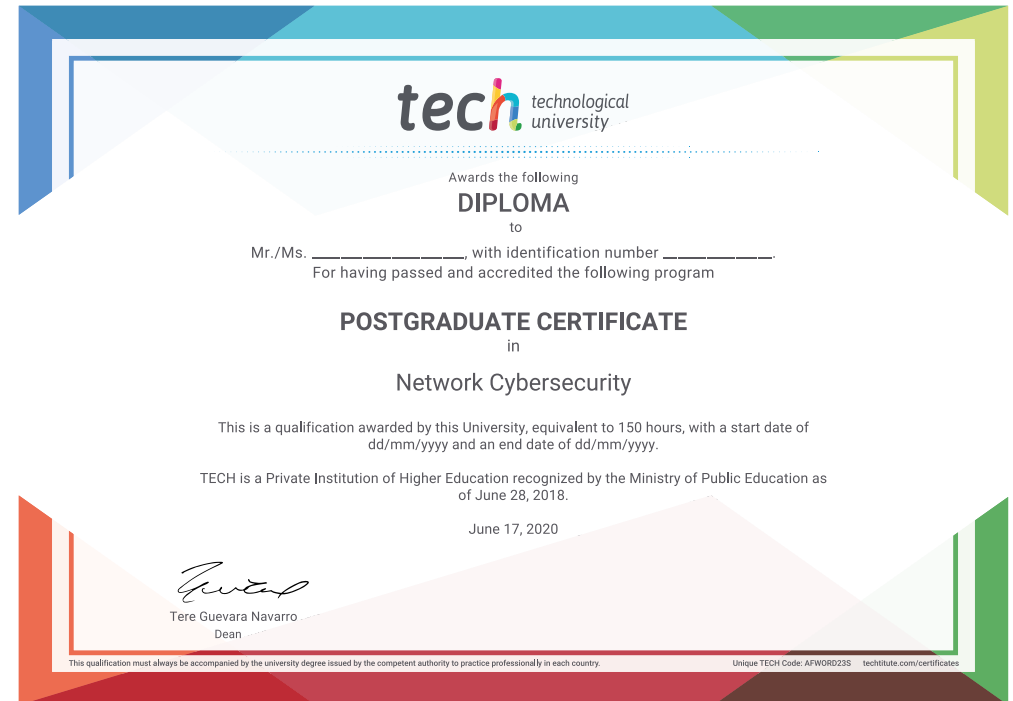 tech technological
university
Awards the following
DIPLOMA
to
Mr./Ms. __________________, with identification number _____________.
For having passed and accredited the following program
POSTGRADUATE CERTIFICATE
in
Network Cybersecurity
This is a qualification awarded by this University, equivalent to 150 hours, with a start date of
dd/mm/yyyy and an end date of dd/mm/yyyy.
TECH is a Private Institution of Higher Education recognized by the Ministry of Public Education as
of June 28, 2018.
June 17, 2020
Tere Guevara Navarro
Dean
This qualification must always be accompanied by the university degree issued by the competent authority to practice professionally in each country.
Unique TECH Code: AFWORD23S techtitute.com/certificates